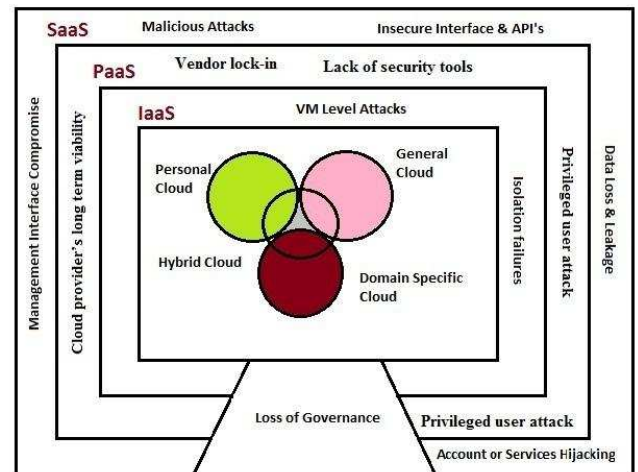 SaaS
Malicious Attacks
Insecure Interface & API's
PaaS
Vendor lock-in
Lack of security tools
IaaS
VM Level Attacks
Management Interface Compromise
Cloud provider's long term viability
Personal
Cloud
General
Cloud
Hybrid Cloud
Domain Specific
Cloud
Isolation failures
Privileged user attack
Data Loss & Leakage
Loss of Governance
Privileged user attack
Account or Services Hijacking